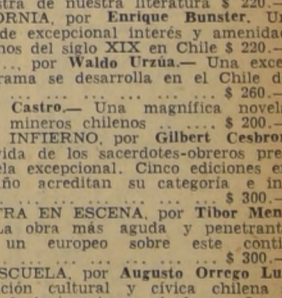 tra de nuestra literatura $ 220.—
ORNIA, por Enrique Bunster. Un
de excepcional interés y amenidad
nos del siglo XIX en Chile $ 220.—
..., por Waldo Urzúa.— Una exce
rama se desarrolla en el Chile d
... ... ... ... ... ... $ 260.—
Castro.— Una magnífica novel
mineros chilenos .. .... $ 200.—
INFIERNO, por Gilbert Cesbron
ida de los sacerdotes-obreros pre
ela excepcional. Cinco ediciones e
ño acreditan su categoría e in
... ... ... ... ... ... $ 300.—
RA EN ESCENA, por Tibor Men
La obra más aguda y penetrant
un europeo sobre este conti
... ... ... ... ... ... $ 300.—
SCUELA, por Augusto Orrego Lu
ción cultural y cívica chilena